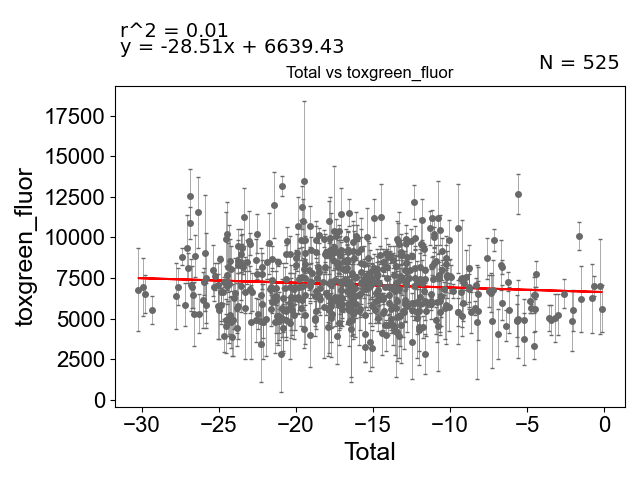 r^2 = 0.01
y = -28.51x + 6639.43
N = 525
Total vs toxgreen_fluor
17500
15000
12500
10000
7500
5000
2500
0
toxgreen_fluor
−30 −25 −20 −15 −10 −5 0
Total